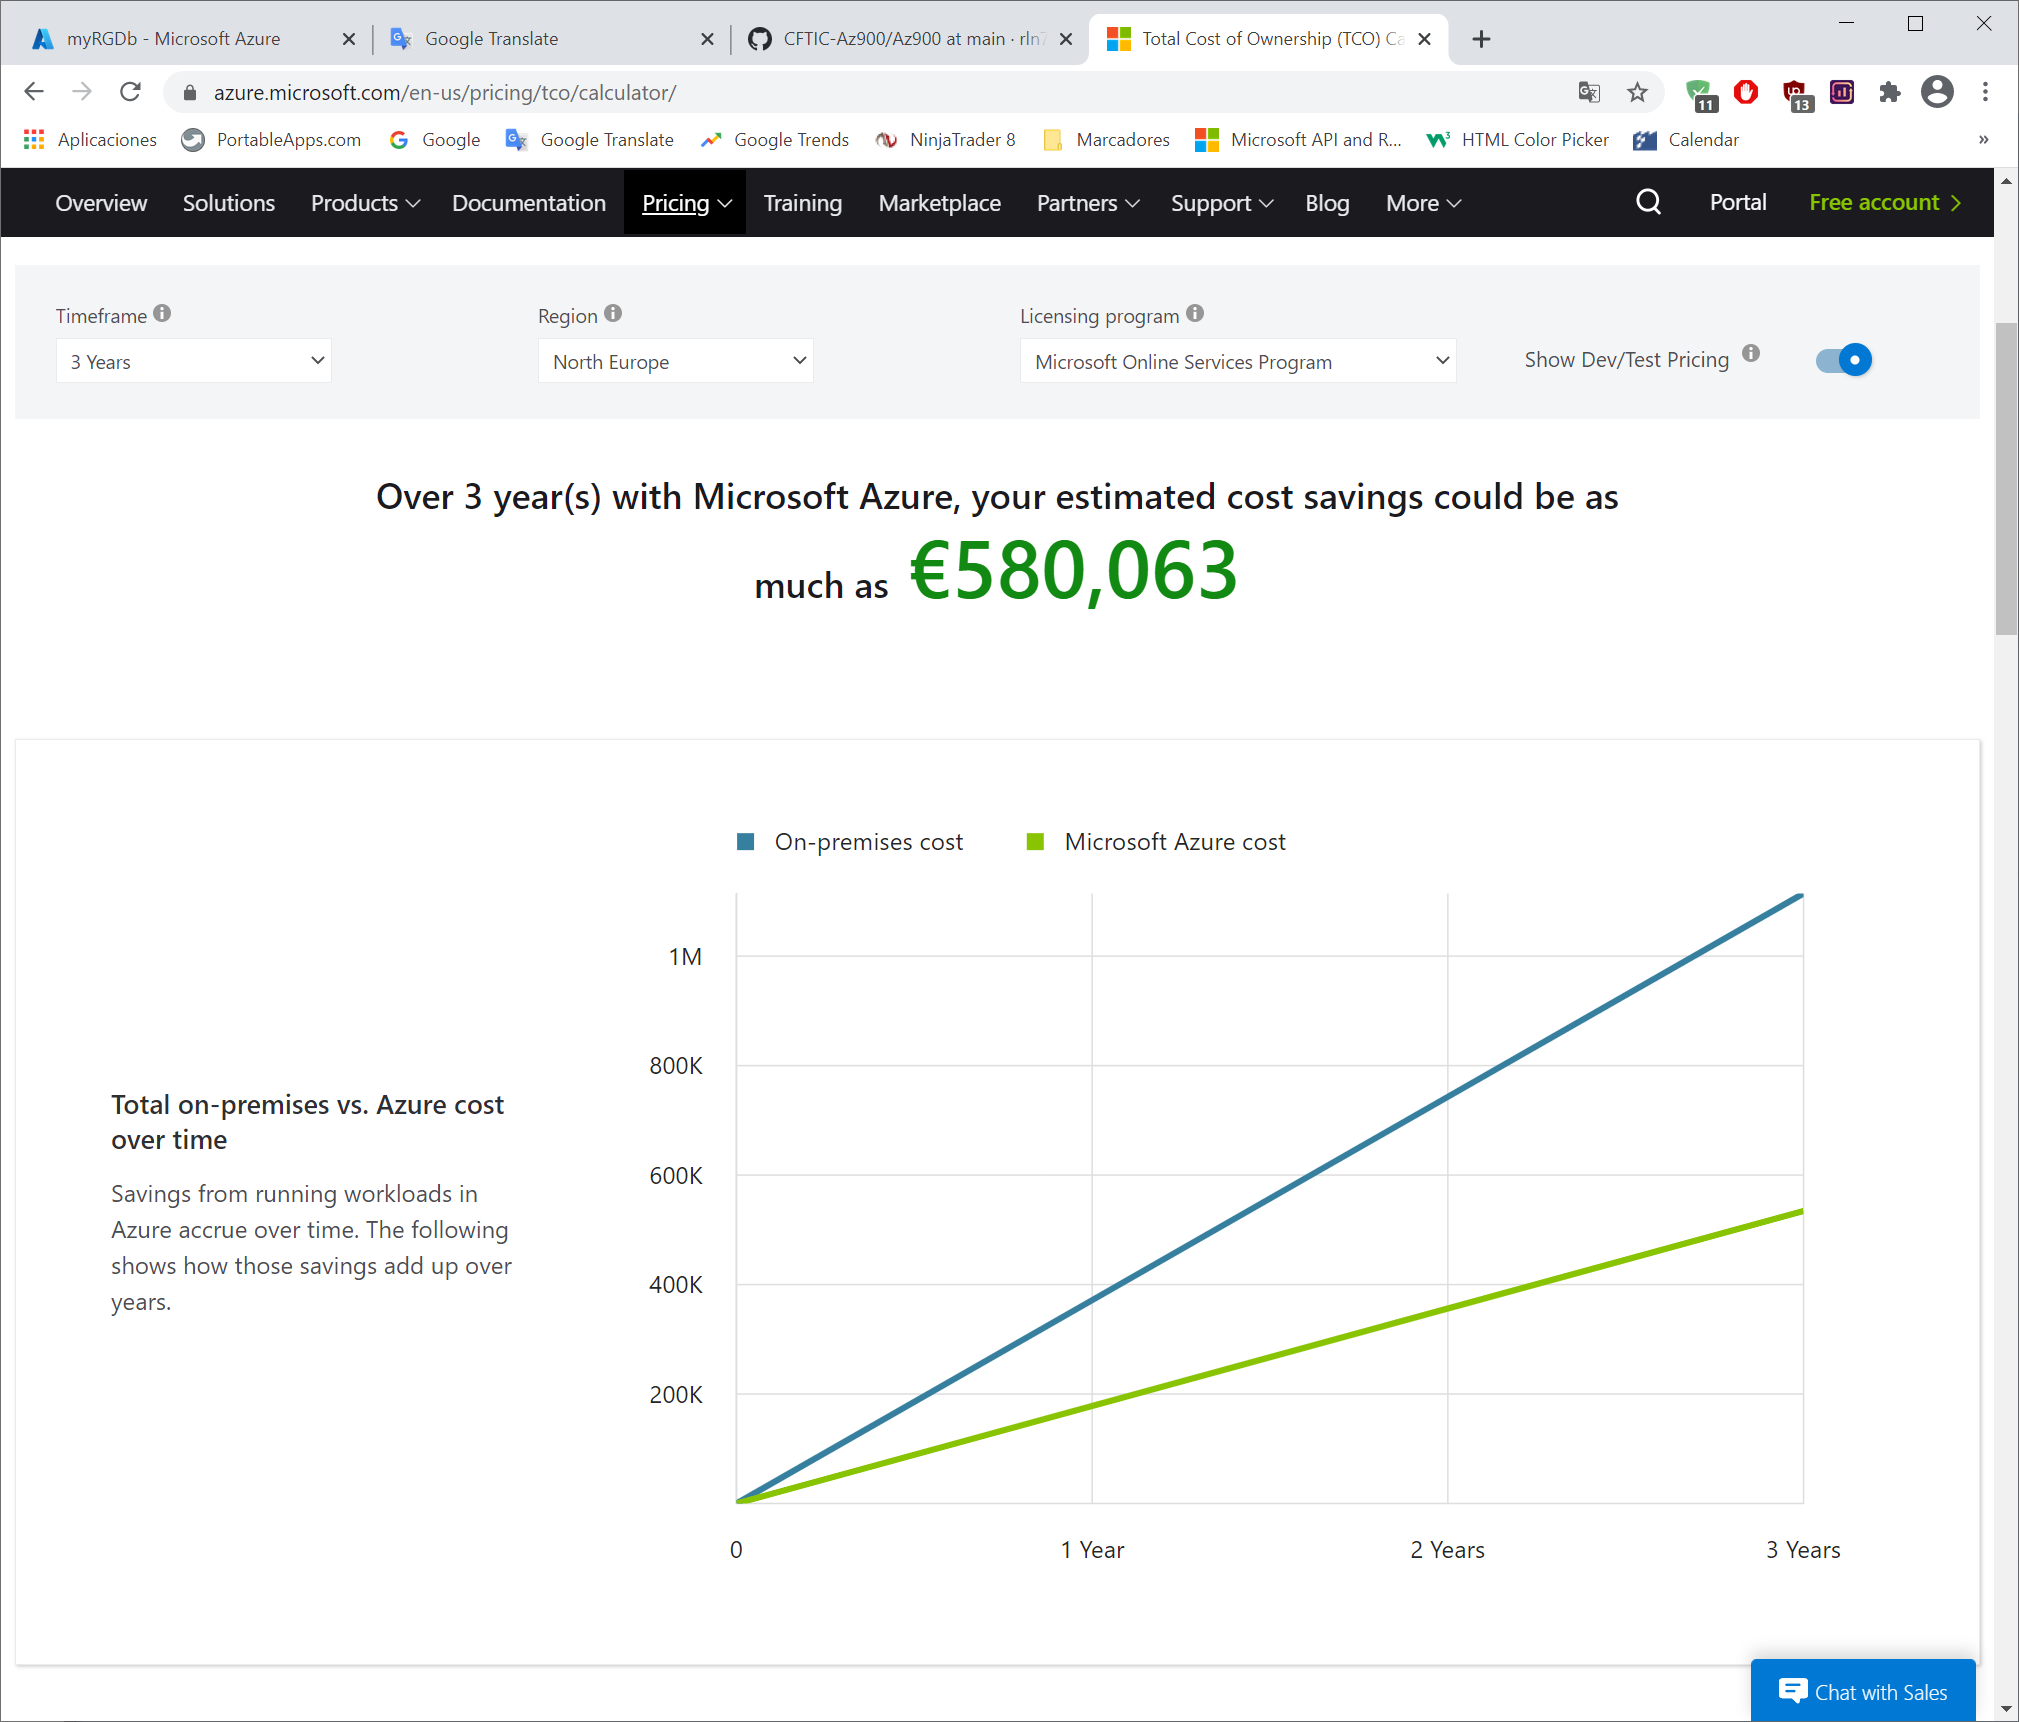 myRGDb - Microsoft Azure
Google Translate
CFTIC-Az900/Az900 at main · rln7
Total Cost of Ownership (TCO) Ca
azure.microsoft.com/en-us/pricing/tco/calculator/
11
13
Aplicaciones
PortableApps.com
Google
Google Translate
Google Trends
NinjaTrader 8
Marcadores
Microsoft API and R...
HTML Color Picker
Calendar
»
Overview
Solutions
Products
Documentation
Pricing
Training
Marketplace
Partners
Support
Blog
More
Portal
Free account
Timeframe
Region
Licensing program
3 Years
North Europe
Microsoft Online Services Program
Show Dev/Test Pricing
Over 3 year(s) with Microsoft Azure, your estimated cost savings could be as
much as €580,063
On-premises cost
Microsoft Azure cost
Total on-premises vs. Azure cost
over time
Savings from running workloads in
Azure accrue over time. The following
shows how those savings add up over
years.
1M
800K
600K
400K
200K
0
1 Year
2 Years
3 Years
Chat with Sales